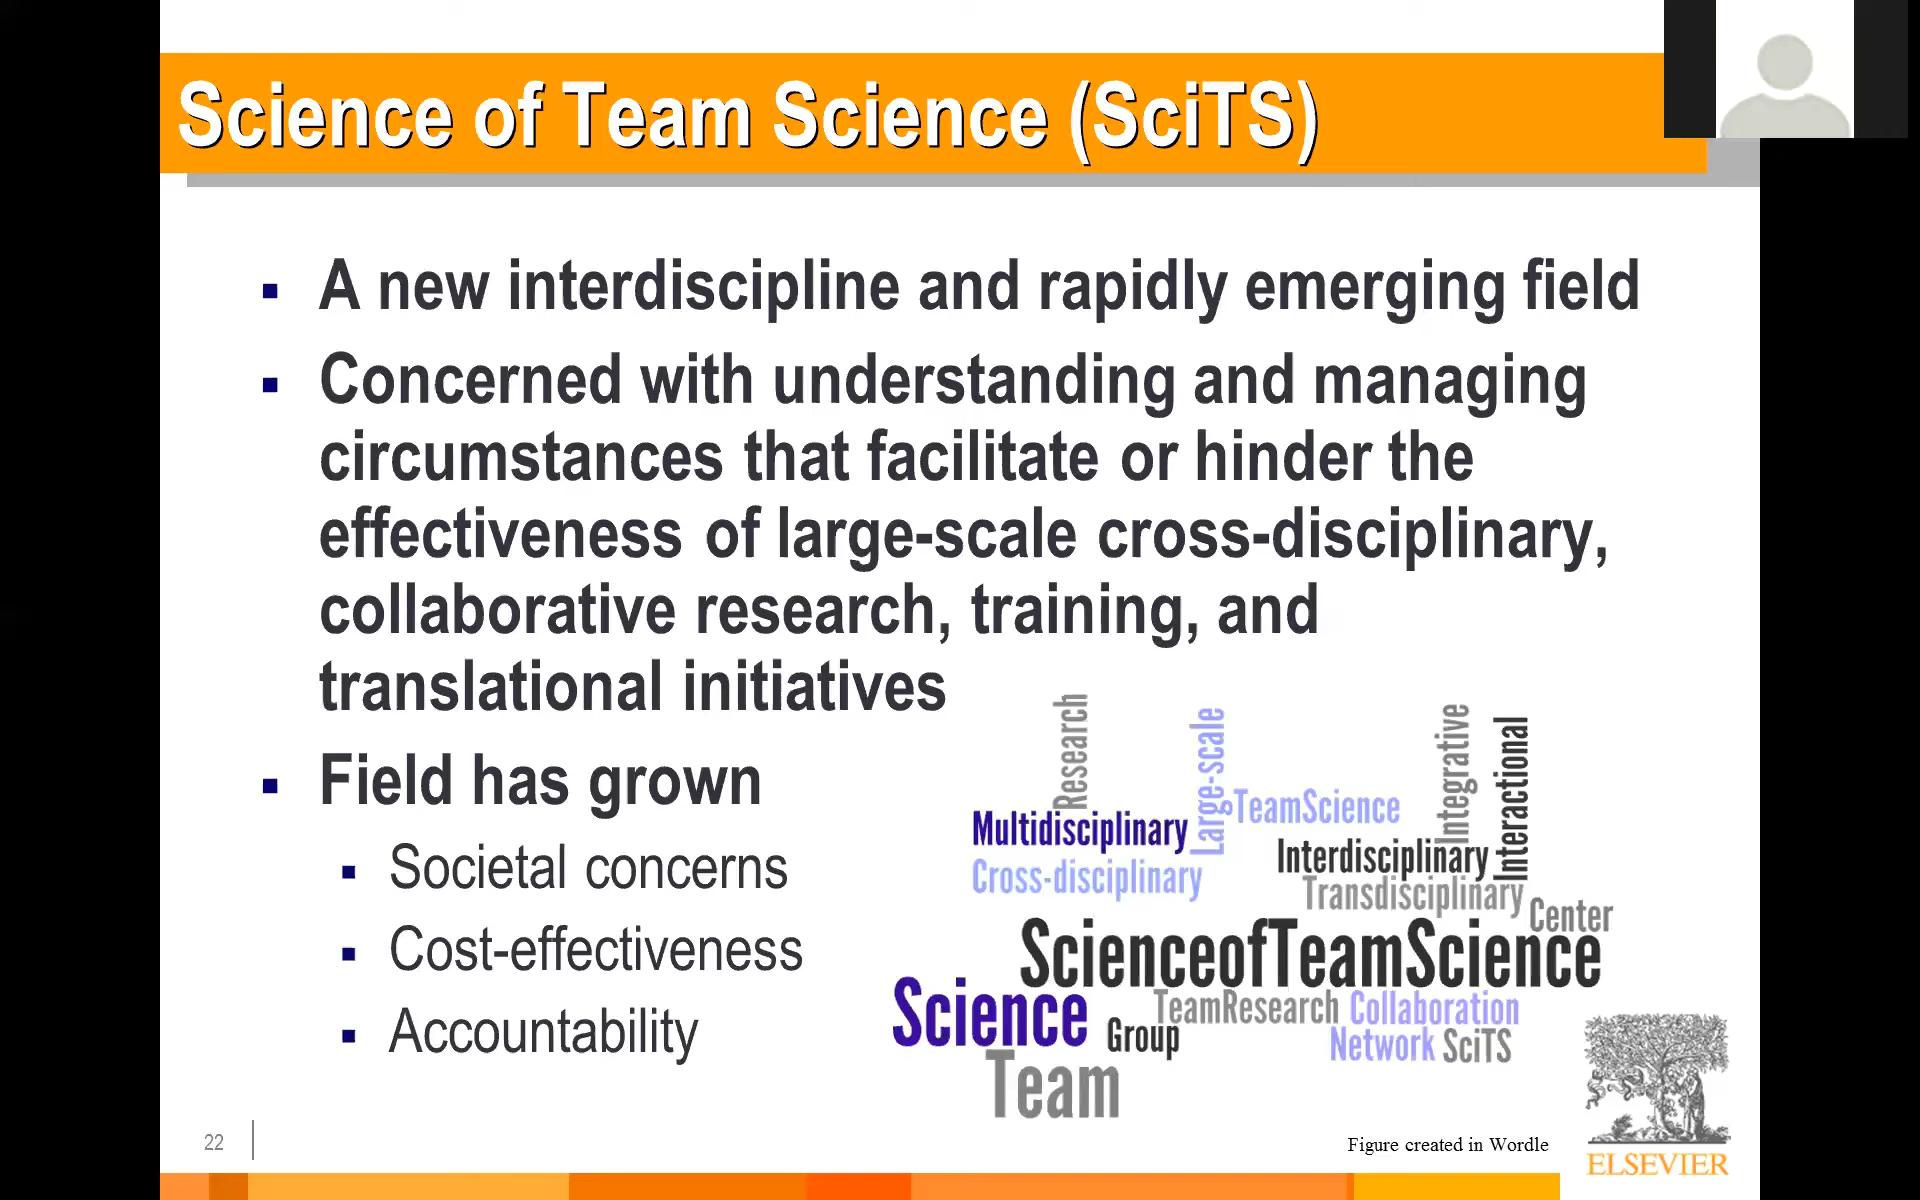 Science of Team Science (SciTS)
A new interdiscipline and rapidly emerging field
Concerned with understanding and managing
circumstances that facilitate or hinder the
effectiveness of large-scale cross-disciplinary,
collaborative research, training, and
translational initiatives
Field has grown
Societal concerns
Cost-effectiveness
Accountability
Research
Large-scale
TeamScience
Integrative
Interactional
Multidisciplinary
Interdisciplinary
Cross-disciplinary
Transdisciplinary
Center
ScienceofTeamScience
Science
TeamResearch
Collaboration
Group
Network
SciTS
Team
22
Figure created in Wordle
ELSEVIER